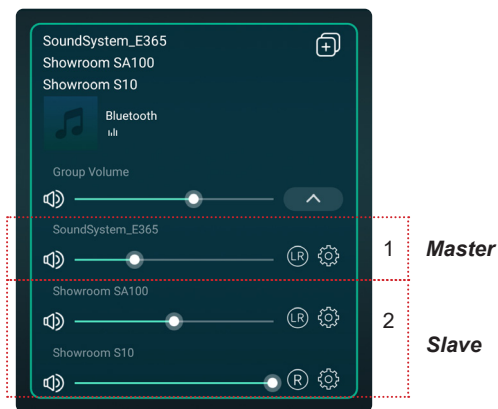 SoundSystem_E365
Showroom SA100
Showroom S10
Bluetooth
Group Volume
SoundSystem_E365
LR
1 Master
Showroom SA100
LR
2
Slave
Showroom S10
R